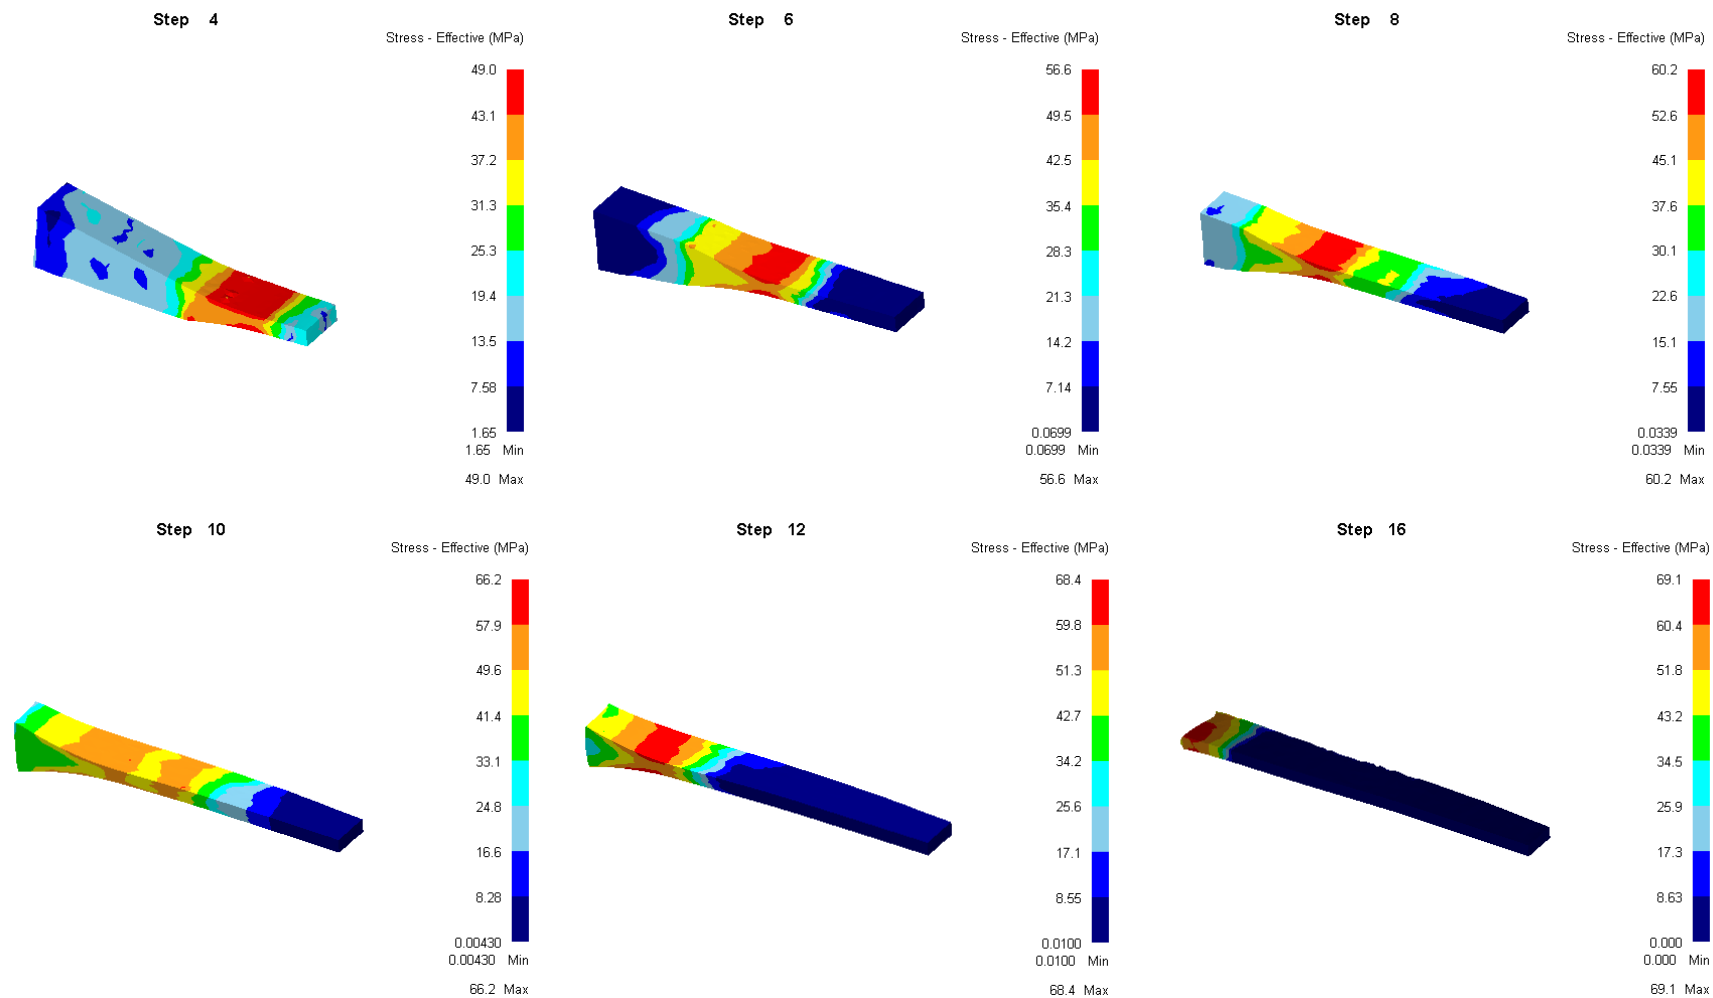 Step 4
Stress - Effective (MPa)
49.0
43.1
37.2
31.3
25.3
19.4
13.5
7.58
1.65
1.65 Min
49.0 Max
Step 6
Stress - Effective (MPa)
56.6
49.5
42.5
35.4
28.3
21.3
14.2
7.14
0.0699
0.0699 Min
56.6 Max
Step 8
Stress - Effective (MPa)
60.2
52.6
45.1
37.6
30.1
22.6
15.1
7.55
0.0339
0.0339 Min
60.2 Max
Step 10
Stress - Effective (MPa)
66.2
57.9
49.6
41.4
33.1
24.8
16.6
8.28
0.00430
0.00430 Min
66.2 Max
Step 12
Stress - Effective (MPa)
68.4
59.8
51.3
42.7
34.2
25.6
17.1
8.55
0.0100
0.0100 Min
68.4 Max
Step 16
Stress - Effective (MPa)
69.1
60.4
51.8
43.2
34.5
25.9
17.3
8.63
0.000
0.000 Min
69.1 Max